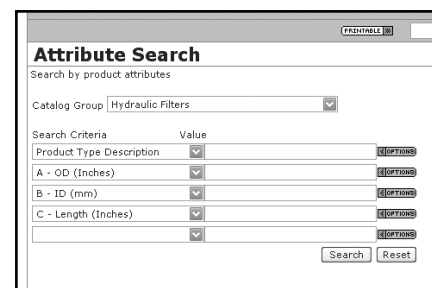 PRINTABLE
Attribute Search
Search by product attributes
Catalog Group Hydraulic Filters
Search Criteria Value
Product Type Description OPTIONS
A - OD (Inches) OPTIONS
B - ID (mm) OPTIONS
C - Length (Inches) OPTIONS
OPTIONS
Search Reset